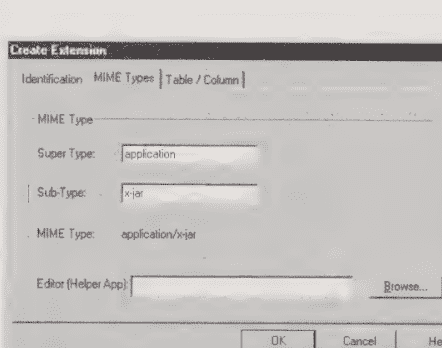 Create Extension
Identification MIME Types Table / Column
MIME Type
Super Type: application
Sub-Type: x-jar
MIME Type: application/x-jar
Editor (Helper App): Browse...
OK Cancel He